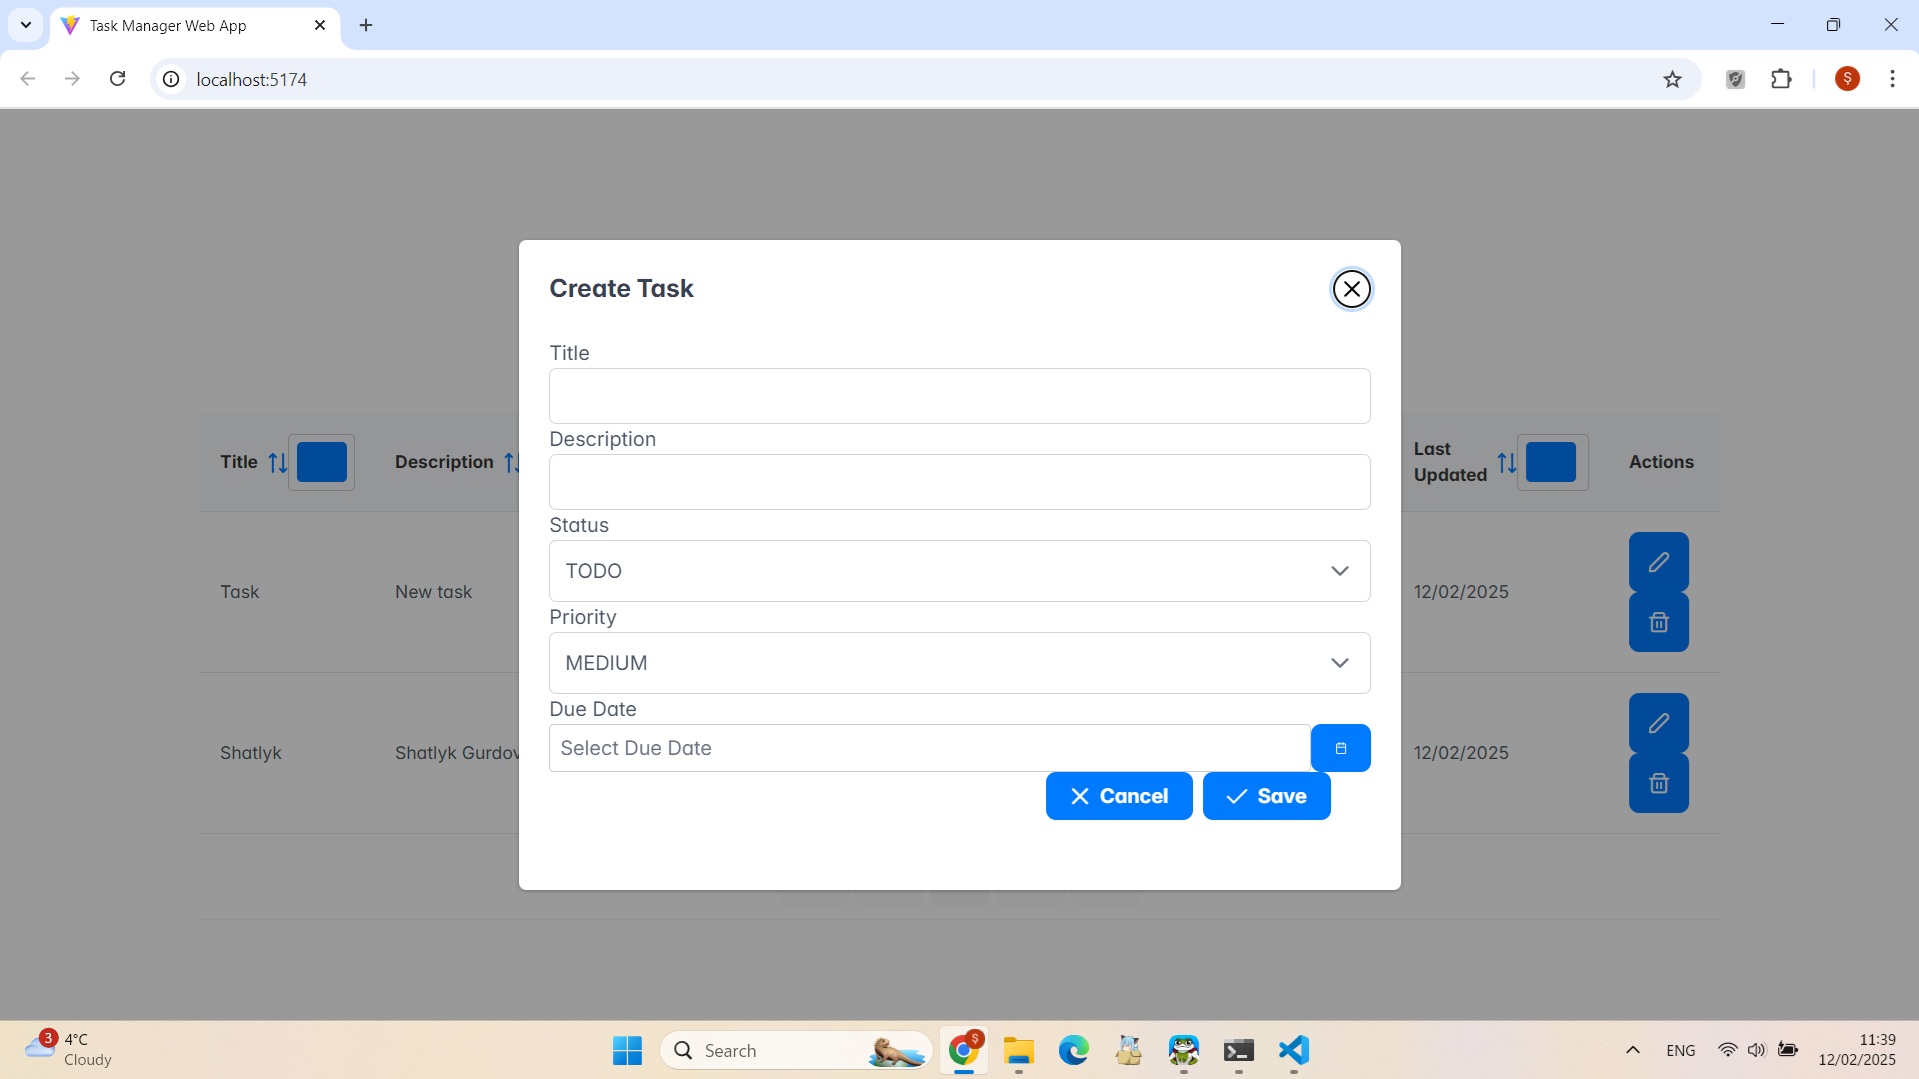 Task Manager Web App
localhost:5174
$
Create Task
Title
Description
Status
TODO
Priority
MEDIUM
Due Date
Select Due Date
Cancel
Save
Title
Description
Last
Updated
Actions
Task
New task
12/02/2025
Shatlyk
Shatlyk Gurdov
12/02/2025
3
4°C
Cloudy
Search
$
ENG
11:39
12/02/2025